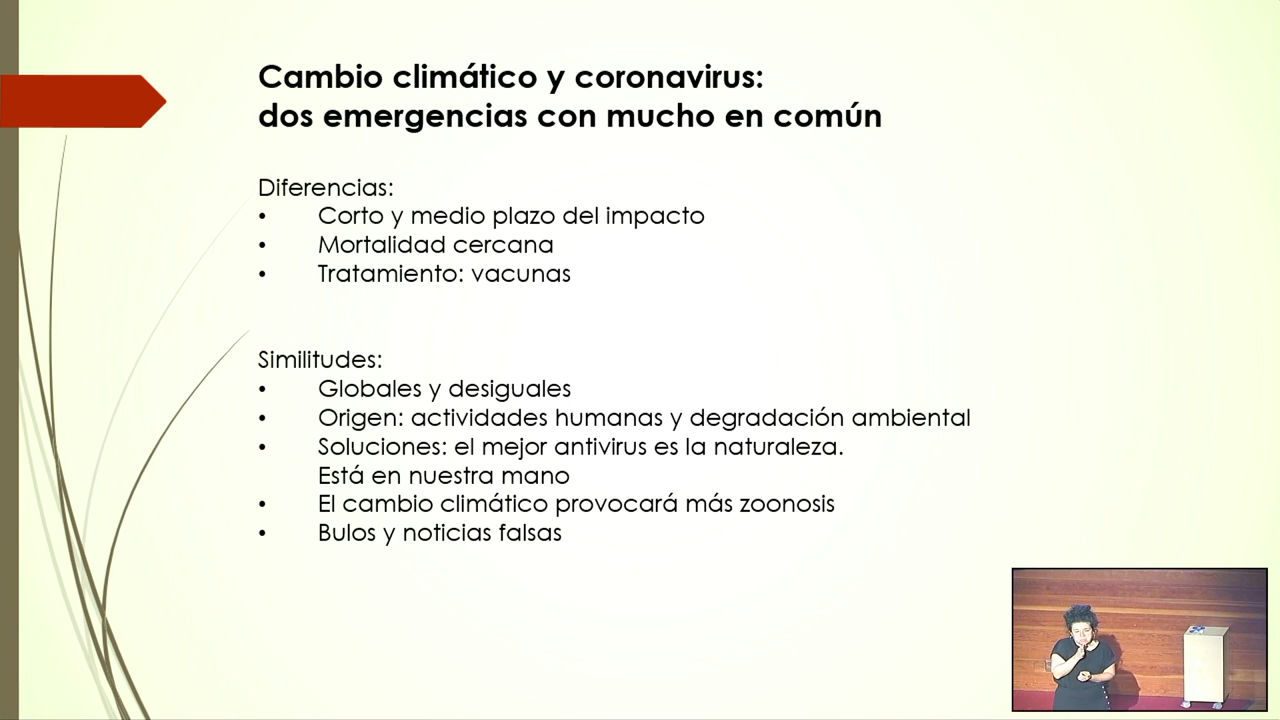 Cambio climático y coronavirus:
dos emergencias con mucho en común
Diferencias:
• Corto y medio plazo del impacto
• Mortalidad cercana
• Tratamiento: vacunas
Similitudes:
• Globales y desiguales
• Origen: actividades humanas y degradación ambiental
• Soluciones: el mejor antivirus es la naturaleza.
Está en nuestra mano
• El cambio climático provocará más zoonosis
• Bulos y noticias falsas